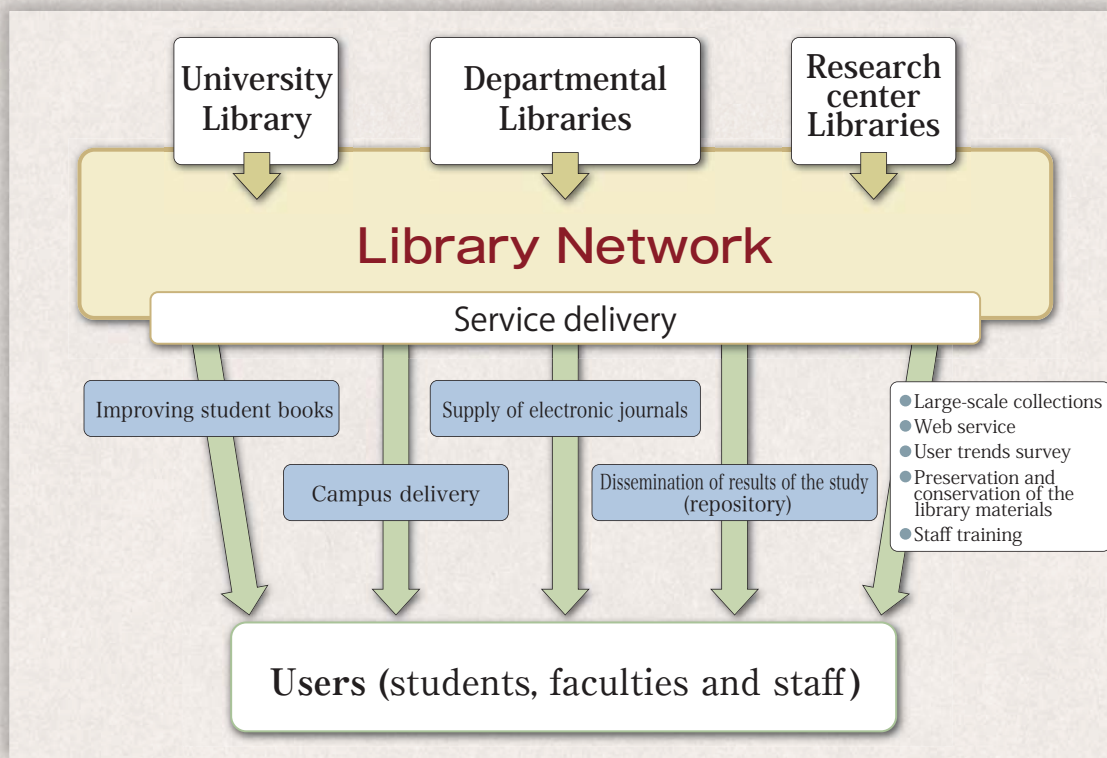 University
Library
Departmental
Libraries
Research
center
Libraries
Library Network
Service delivery
Improving student books
Supply of electronic journals
Campus delivery
Dissemination of results of the study
(repository)
Large-scale collections
Web service
User trends survey
Preservation and
conservation of the
library materials
Staff training
Users (students, faculties and staff)